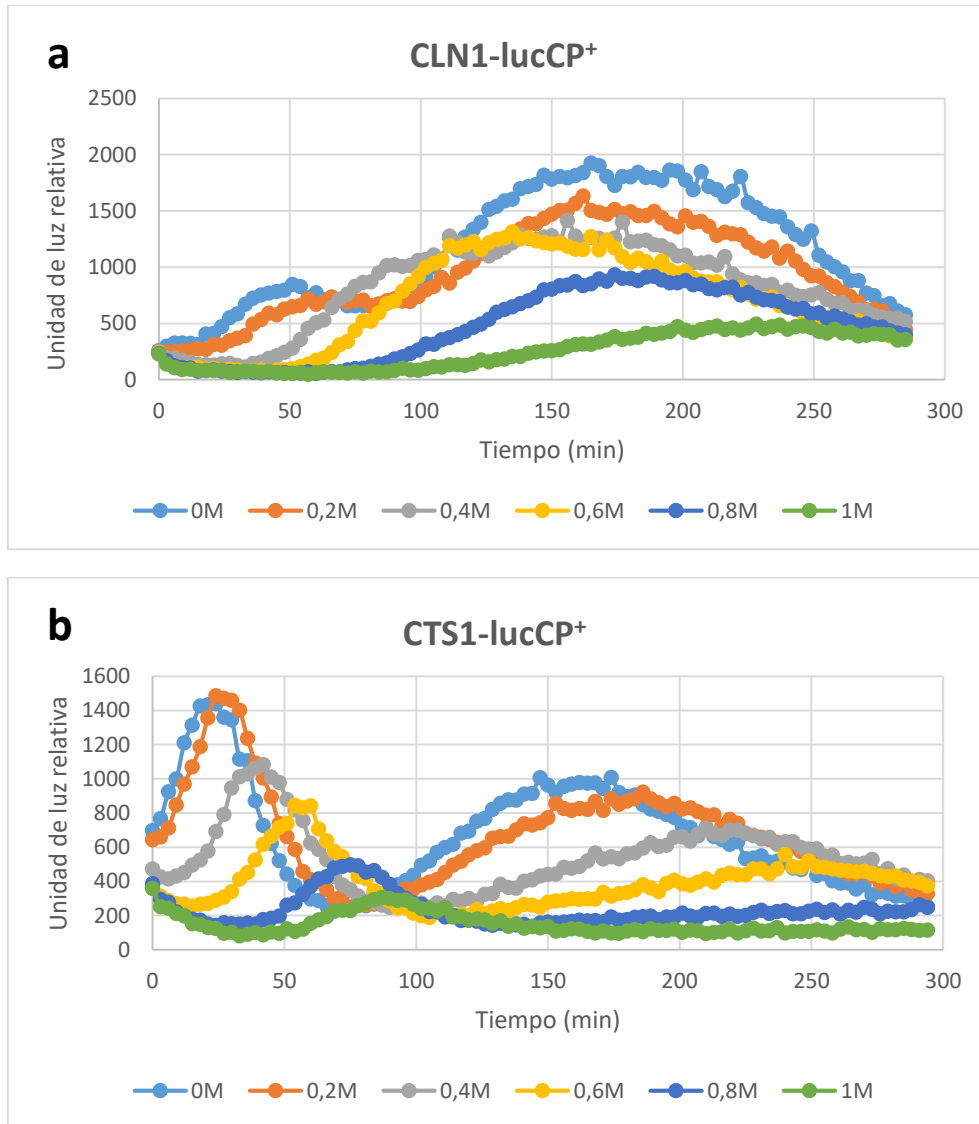 a
CLN1-lucCP⁺
2500
2000
1500
1000
500
0
Unidad de luz relativa
0 50 100 150 200 250 300
Tiempo (min)
0M 0,2M 0,4M 0,6M 0,8M 1M
b
CTS1-lucCP⁺
1600
1400
1200
1000
800
600
400
200
0
Unidad de luz relativa
0 50 100 150 200 250 300
Tiempo (min)
0M 0,2M 0,4M 0,6M 0,8M 1M